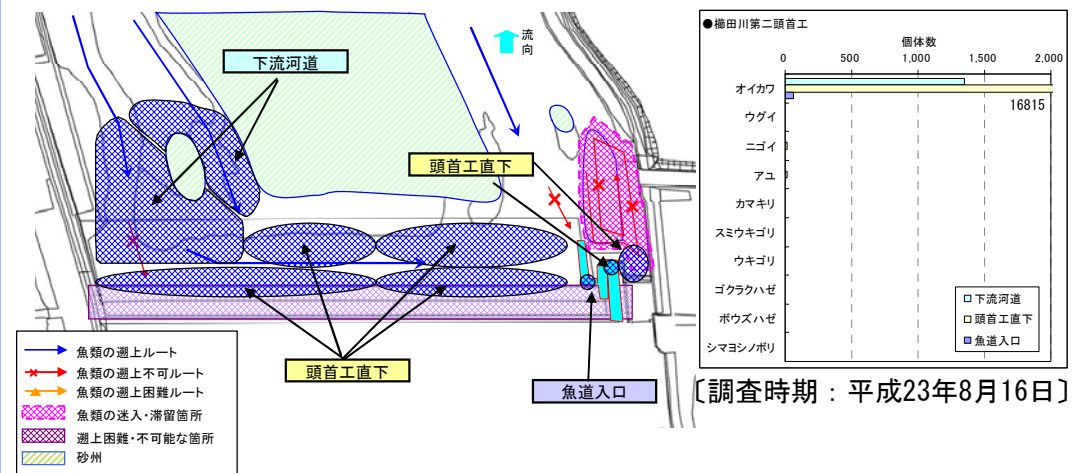 流
向
下流河道
頭首工直下
頭首工直下
魚道入口
魚類の遡上ルート
魚類の遡上不可ルート
魚類の遡上困難ルート
魚類の迷入・滞留箇所
遡上困難・不可能な箇所
砂州
●櫛田川第二頭首工
個体数
0 500 1,000 1,500 2,000
オイカワ
16815
ウグイ
ニゴイ
アユ
カマキリ
スミウキゴリ
ウキゴリ
ゴクラクハゼ
ボウズハゼ
シマヨシノボリ
下流河道
頭首工直下
魚道入口
〔調査時期：平成23年8月16日〕